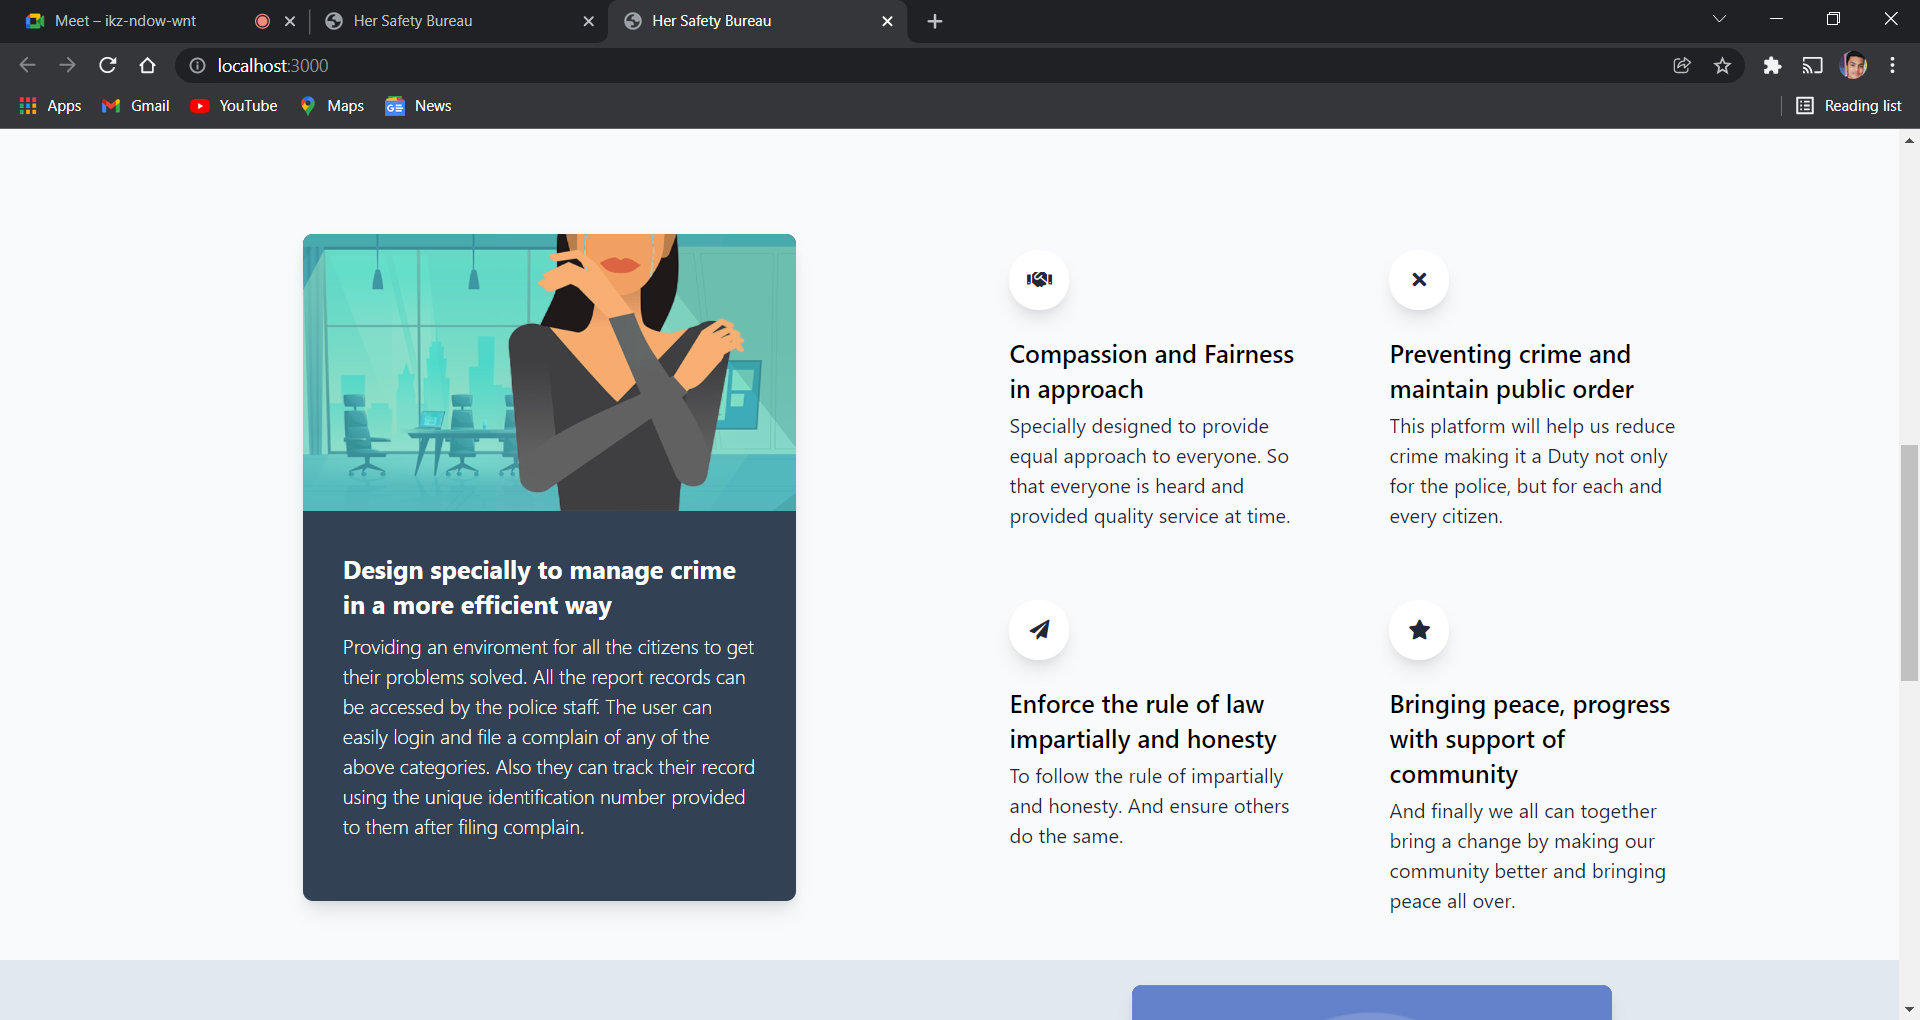 Meet – ikz-ndow-wnt
Her Safety Bureau
Her Safety Bureau
localhost:3000
Apps
Gmail
YouTube
Maps
News
Reading list
Design specially to manage crime
in a more efficient way
Providing an enviroment for all the citizens to get
their problems solved. All the report records can
be accessed by the police staff. The user can
easily login and file a complain of any of the
above categories. Also they can track their record
using the unique identification number provided
to them after filing complain.
Compassion and Fairness
in approach
Specially designed to provide
equal approach to everyone. So
that everyone is heard and
provided quality service at time.
Preventing crime and
maintain public order
This platform will help us reduce
crime making it a Duty not only
for the police, but for each and
every citizen.
Enforce the rule of law
impartially and honesty
To follow the rule of impartially
and honesty. And ensure others
do the same.
Bringing peace, progress
with support of
community
And finally we all can together
bring a change by making our
community better and bringing
peace all over.